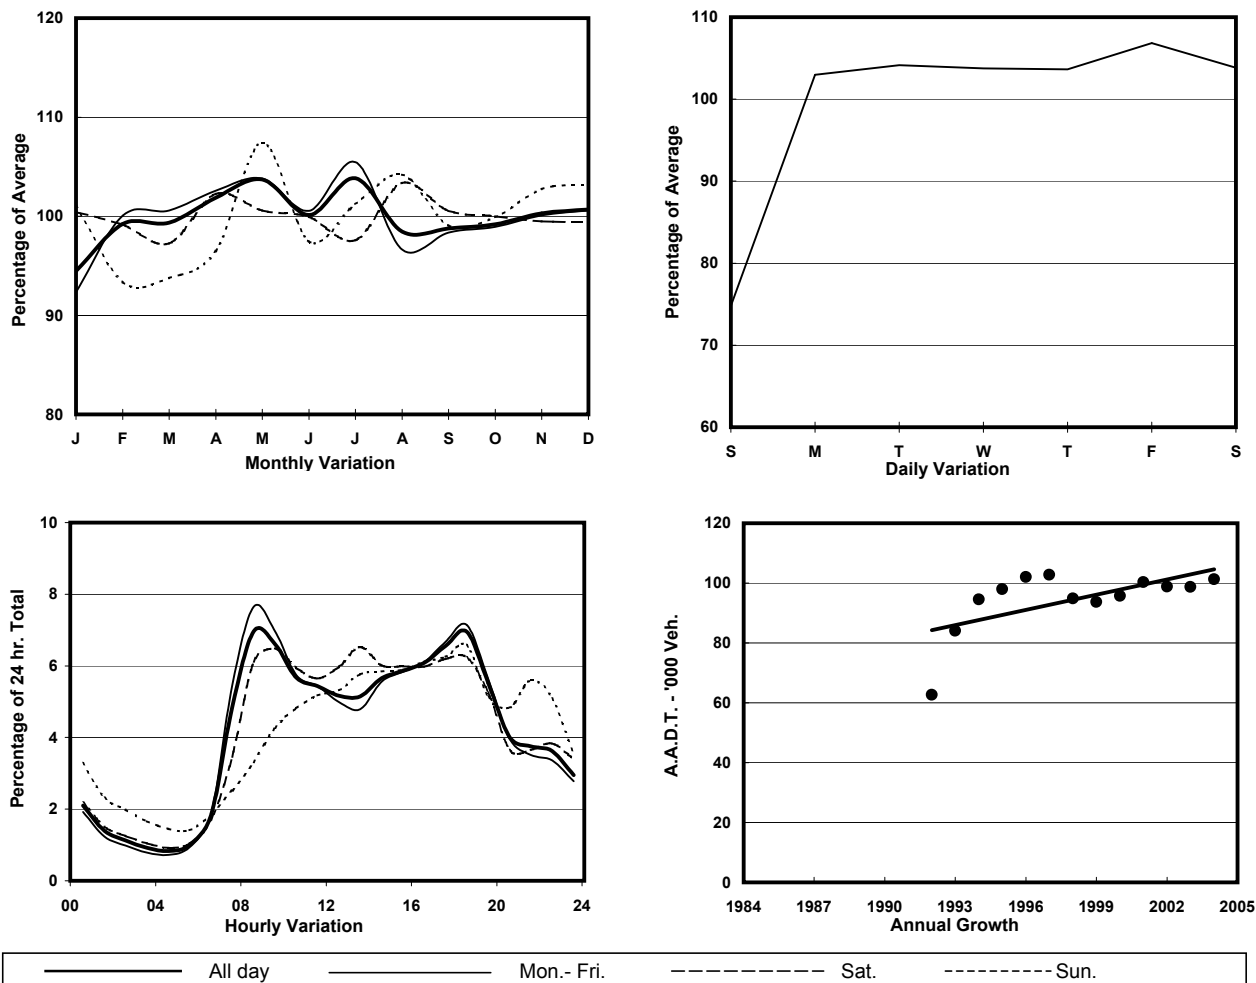 120
110
100
90
80
Percentage of Average
J F M A M J J A S O N D
Monthly Variation
110
100
90
80
70
60
Percentage of Average
S M T W T F S
Daily Variation
10
8
6
4
2
0
Percentage of 24 hr. Total
00 04 08 12 16 20 24
Hourly Variation
120
100
80
60
40
20
0
A.A.D.T. - '000 Veh.
1984 1987 1990 1993 1996 1999 2002 2005
Annual Growth
All day Mon.- Fri. Sat. Sun.